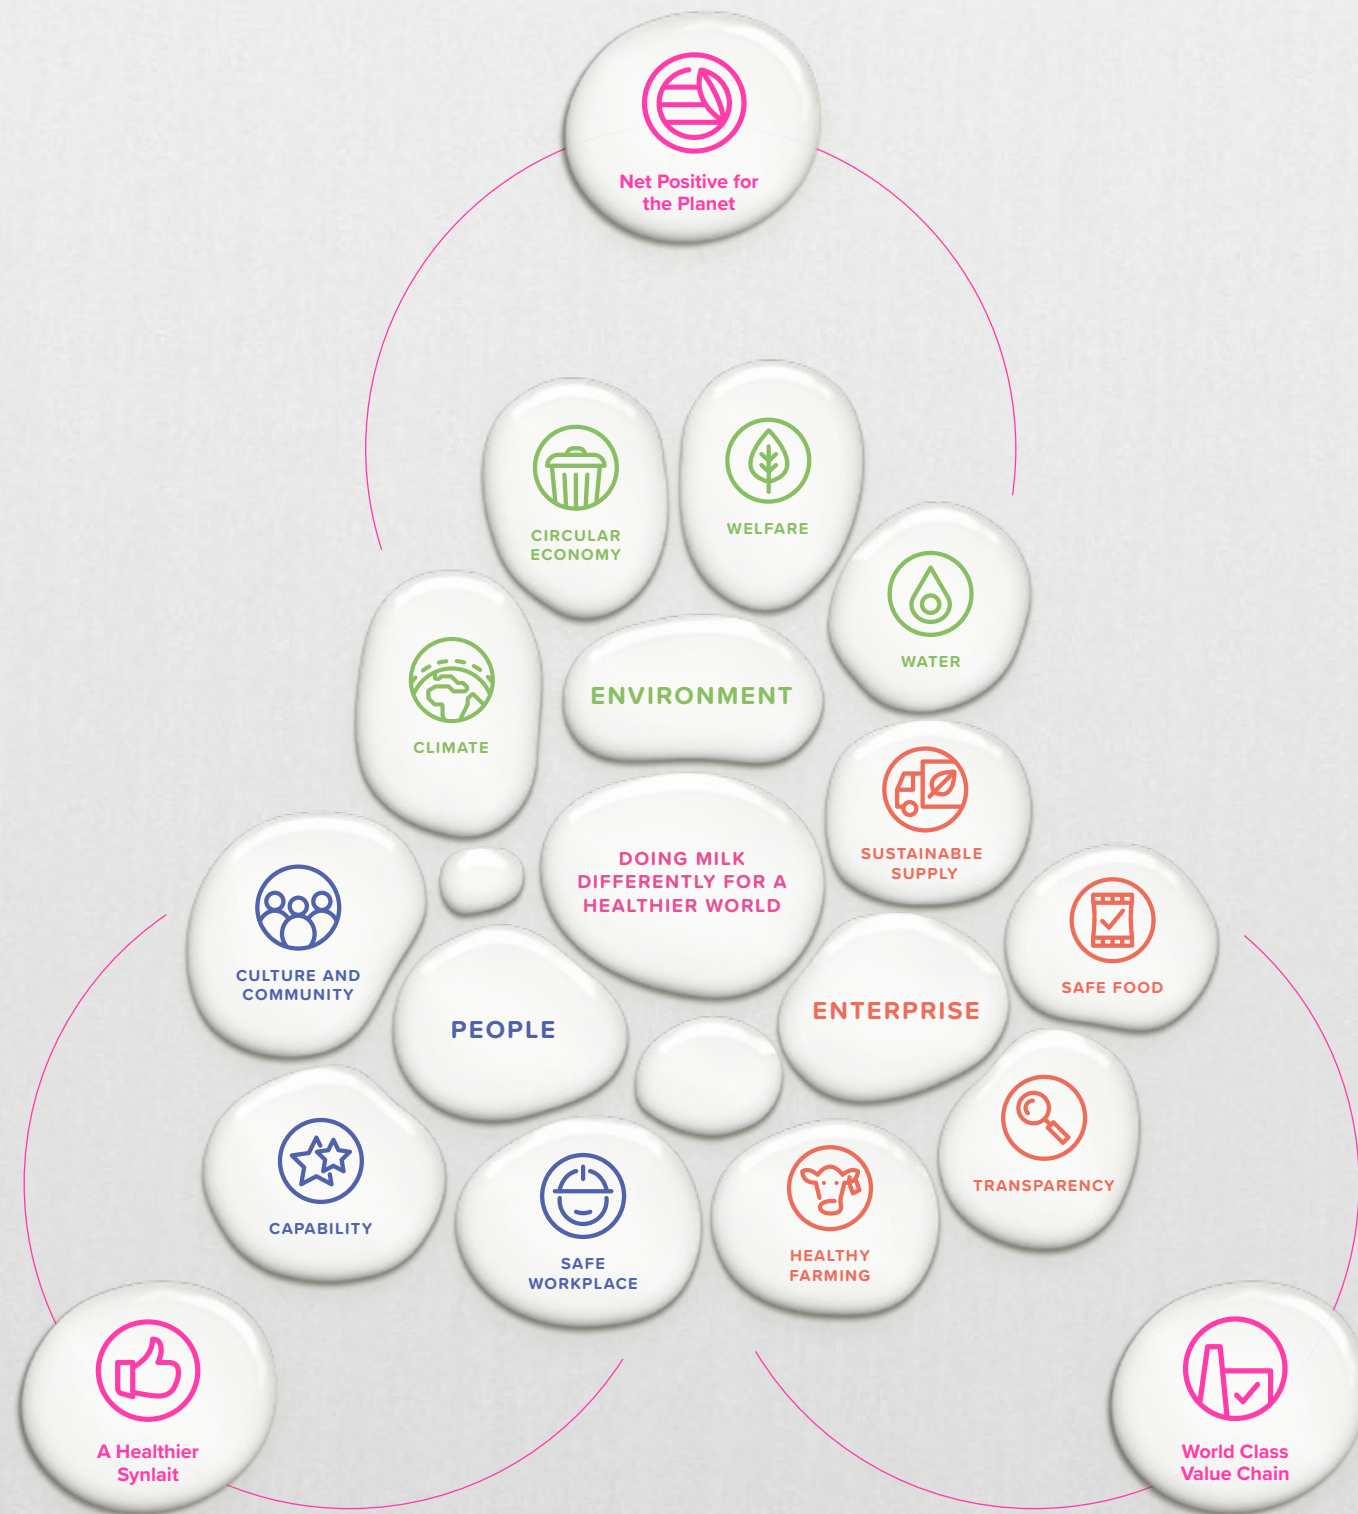 Net Positive for
the Planet
CIRCULAR
ECONOMY
WELFARE
WATER
CLIMATE
ENVIRONMENT
SUSTAINABLE
SUPPLY
DOING MILK
DIFFERENTLY FOR A
HEALTHIER WORLD
CULTURE AND
COMMUNITY
PEOPLE
ENTERPRISE
SAFE FOOD
CAPABILITY
SAFE
WORKPLACE
HEALTHY
FARMING
TRANSPARENCY
A Healthier
Synlait
World Class
Value Chain